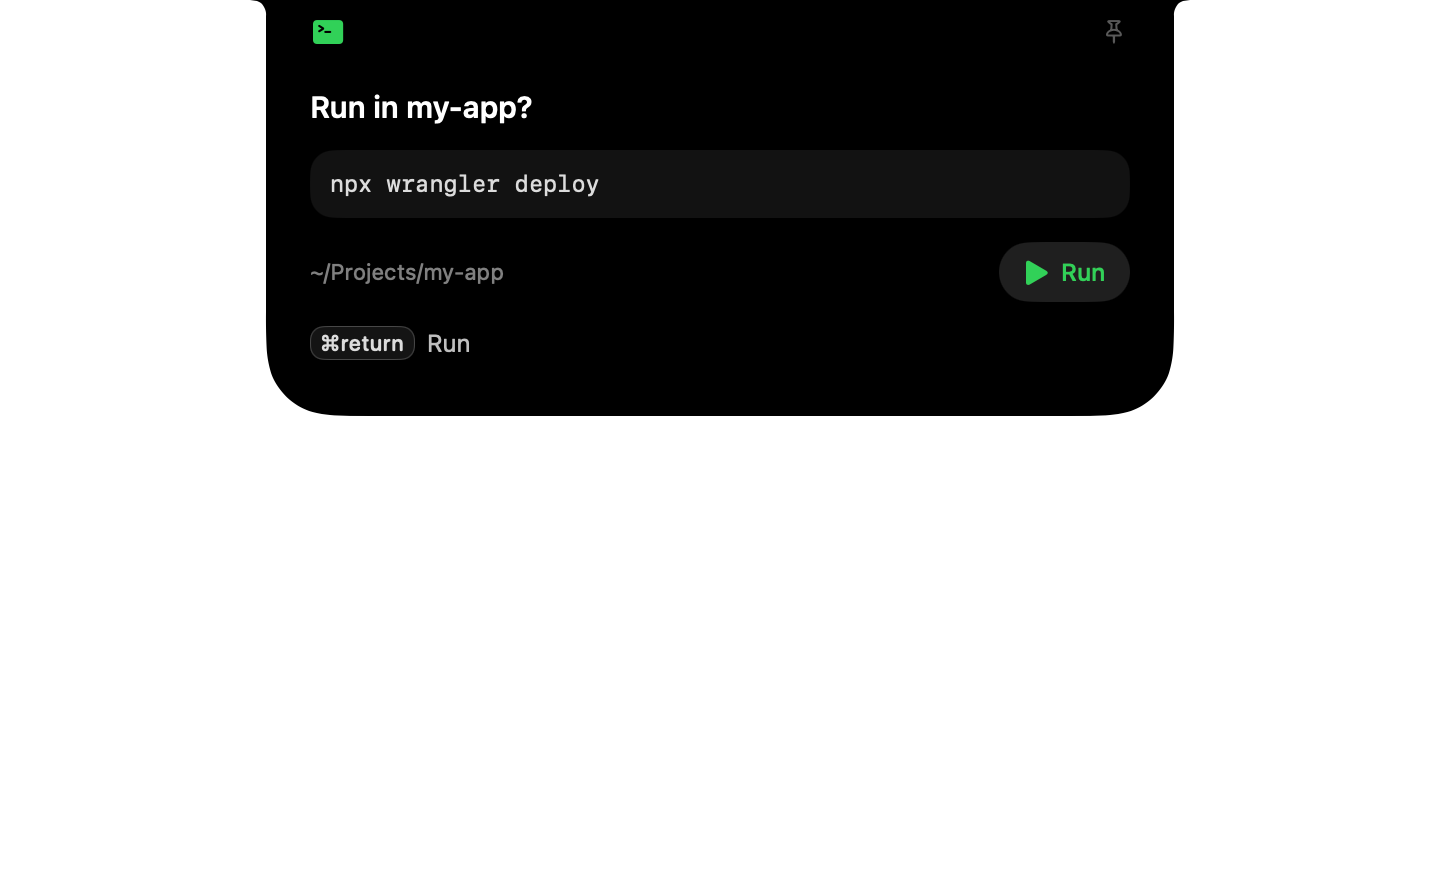 >_
Run in my-app?
npx wrangler deploy
~/Projects/my-app
Run
⌘return Run